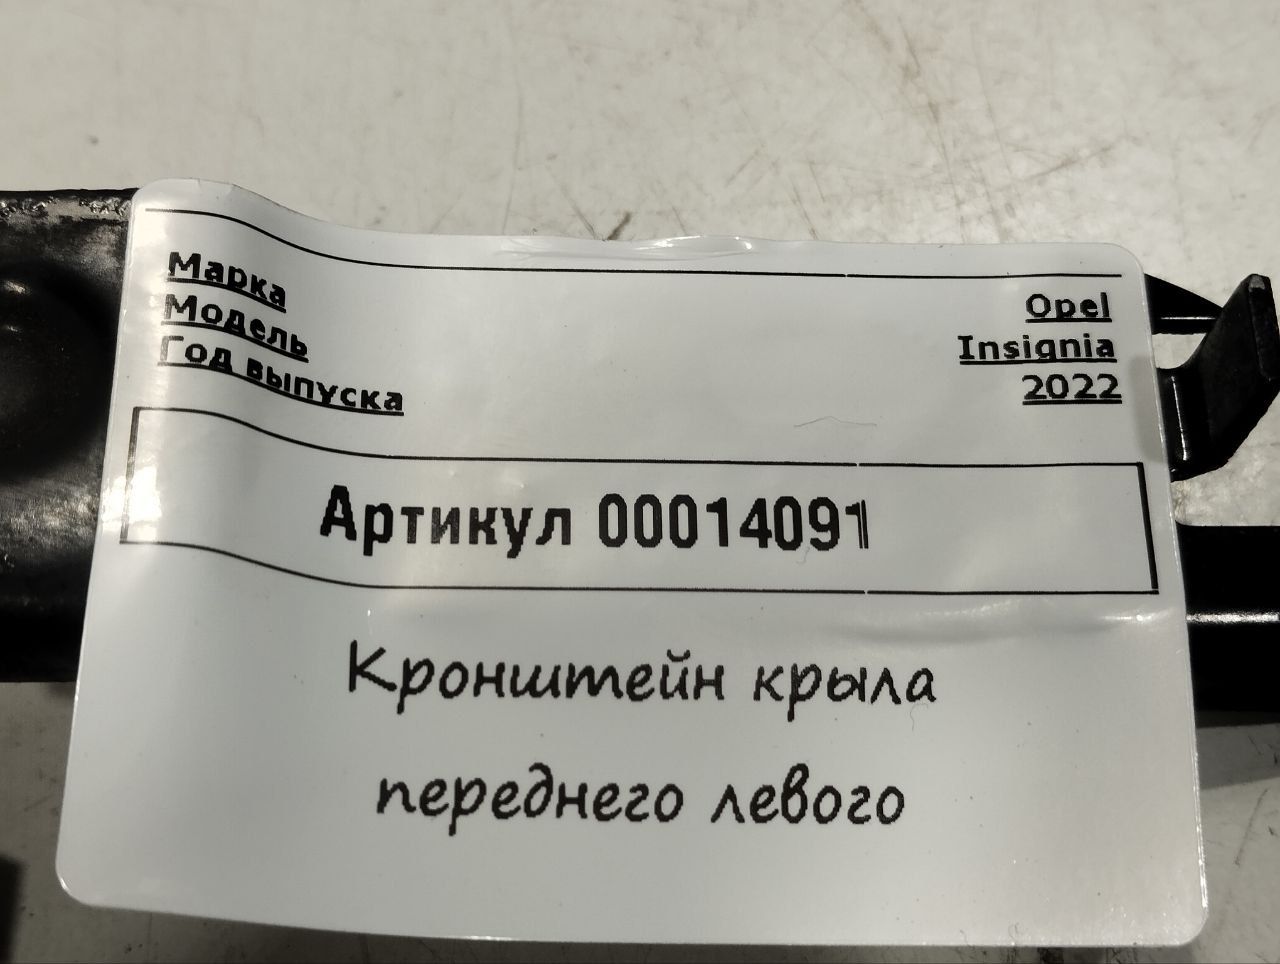 Марка Opel
Модель Insignia
Год выпуска 2022
Артикул 00014091
Кронштейн крыла
переднего левого